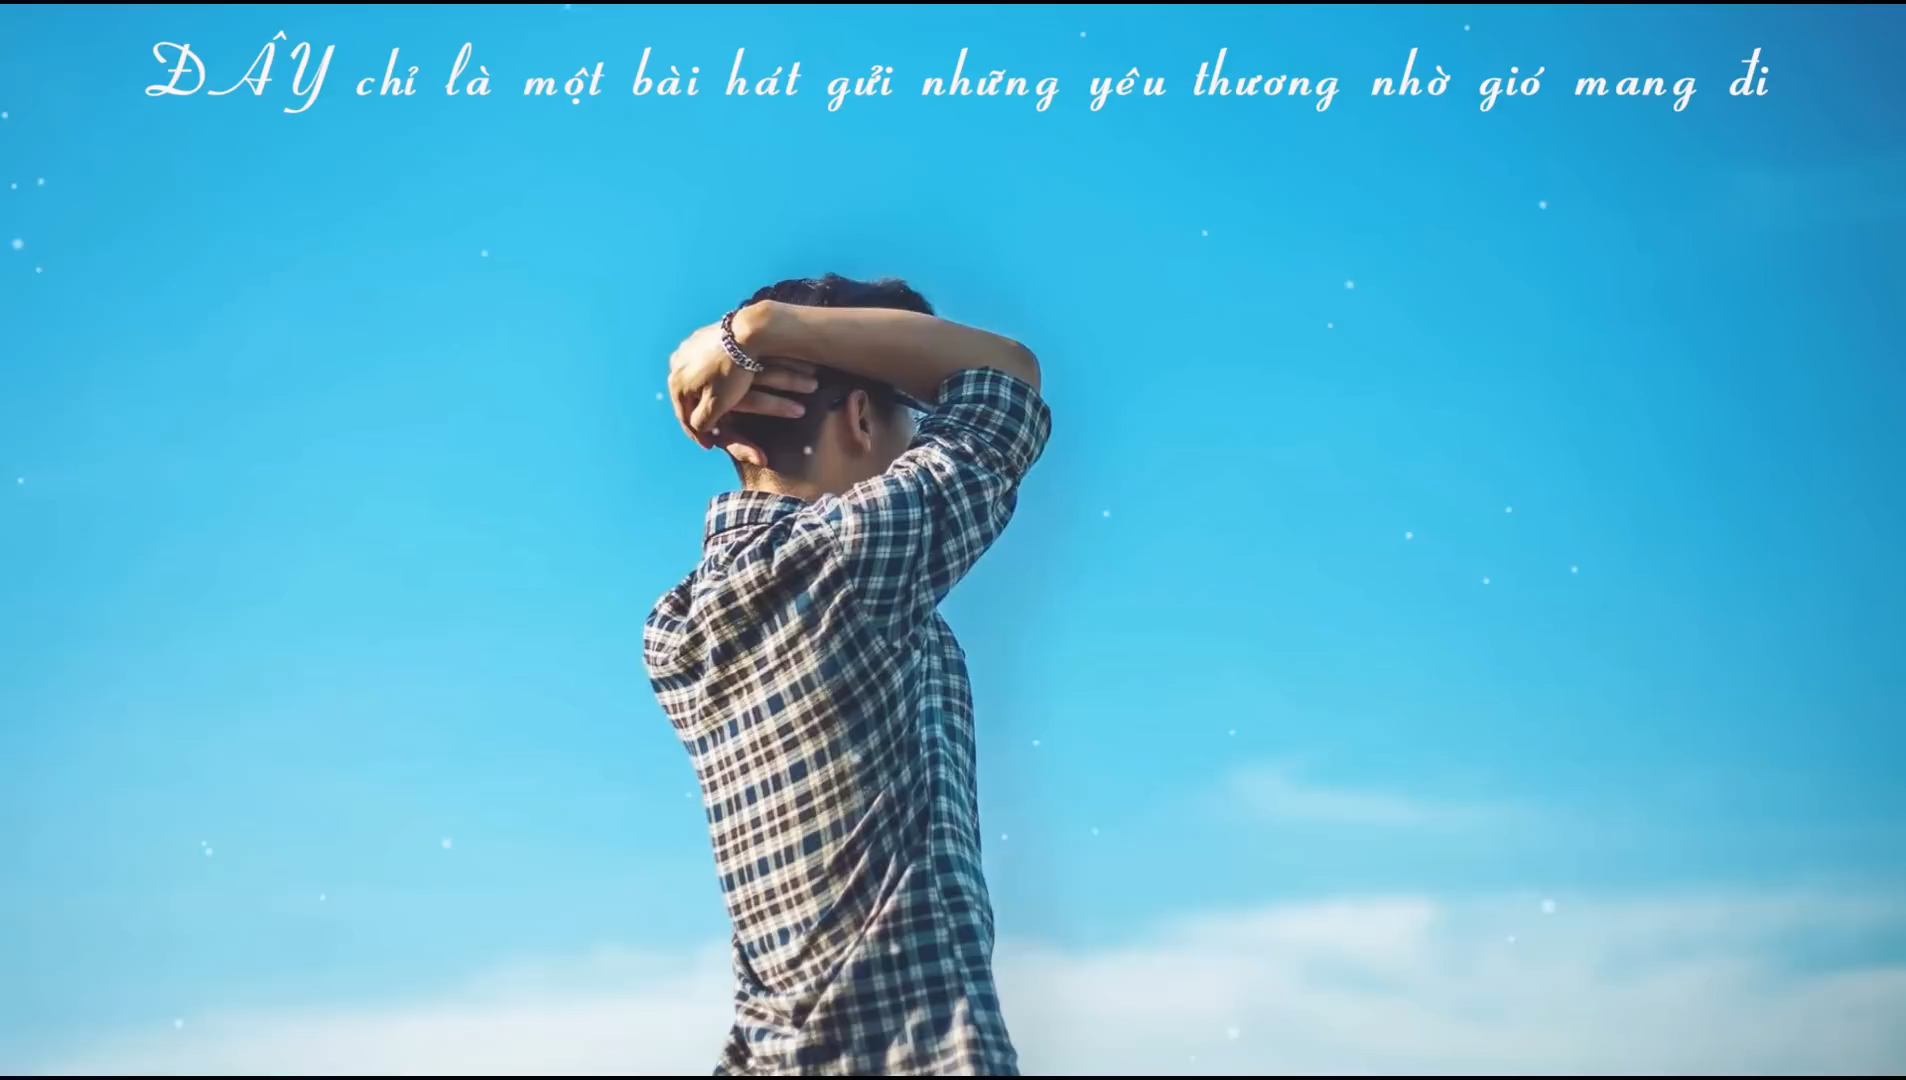 ĐÂY chỉ là một bài hát gửi những yêu thương nhờ gió mang đi